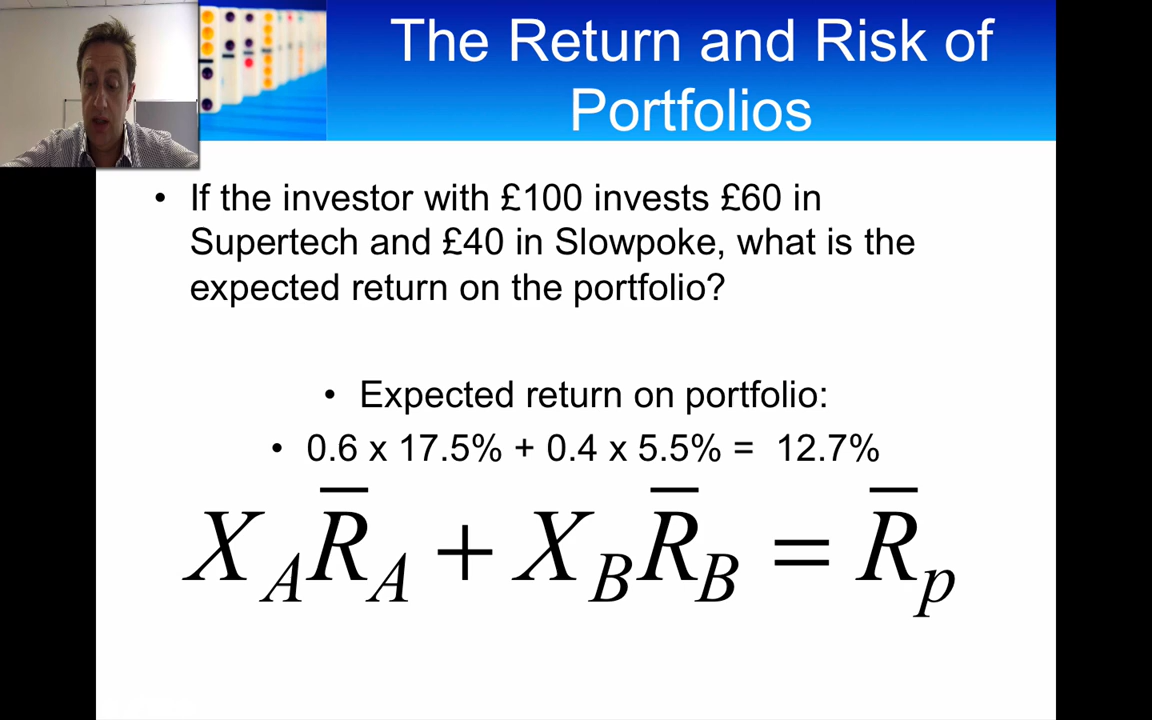 The Return and Risk of
Portfolios
• If the investor with £100 invests £60 in
Supertech and £40 in Slowpoke, what is the
expected return on the portfolio?
• Expected return on portfolio:
• 0.6 x 17.5% + 0.4 x 5.5% = 12.7%
X_A R̅_A + X_B R̅_B = R̅_p